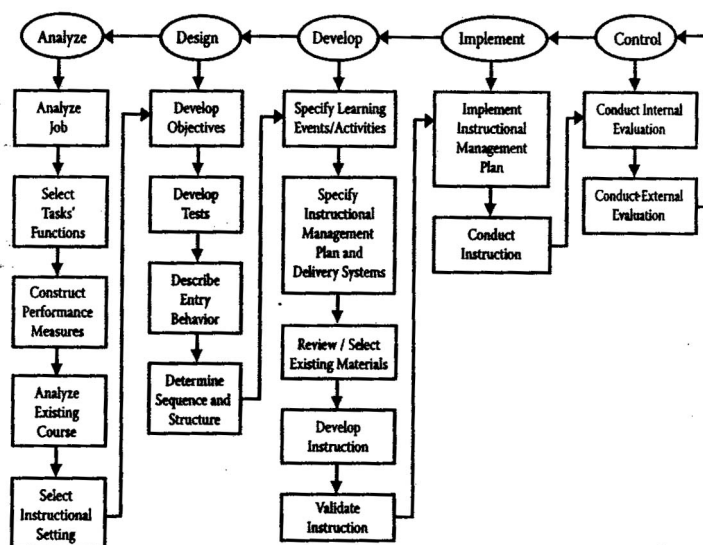 Analyze
Design
Develop
Implement
Control
Analyze
Job
Select
Tasks'
Functions
Construct
Performance
Measures
Analyze
Existing
Course
Select
Instructional
Setting
Develop
Objectives
Develop
Tests
Describe
Entry
Behavior
Determine
Sequence and
Structure
Specify Learning
Events/Activities
Specify
Instructional
Management
Plan and
Delivery Systems
Review / Select
Existing Materials
Develop
Instruction
Validate
Instruction
Implement
Instructional
Management
Plan
Conduct
Instruction
Conduct Internal
Evaluation
Conduct External
Evaluation